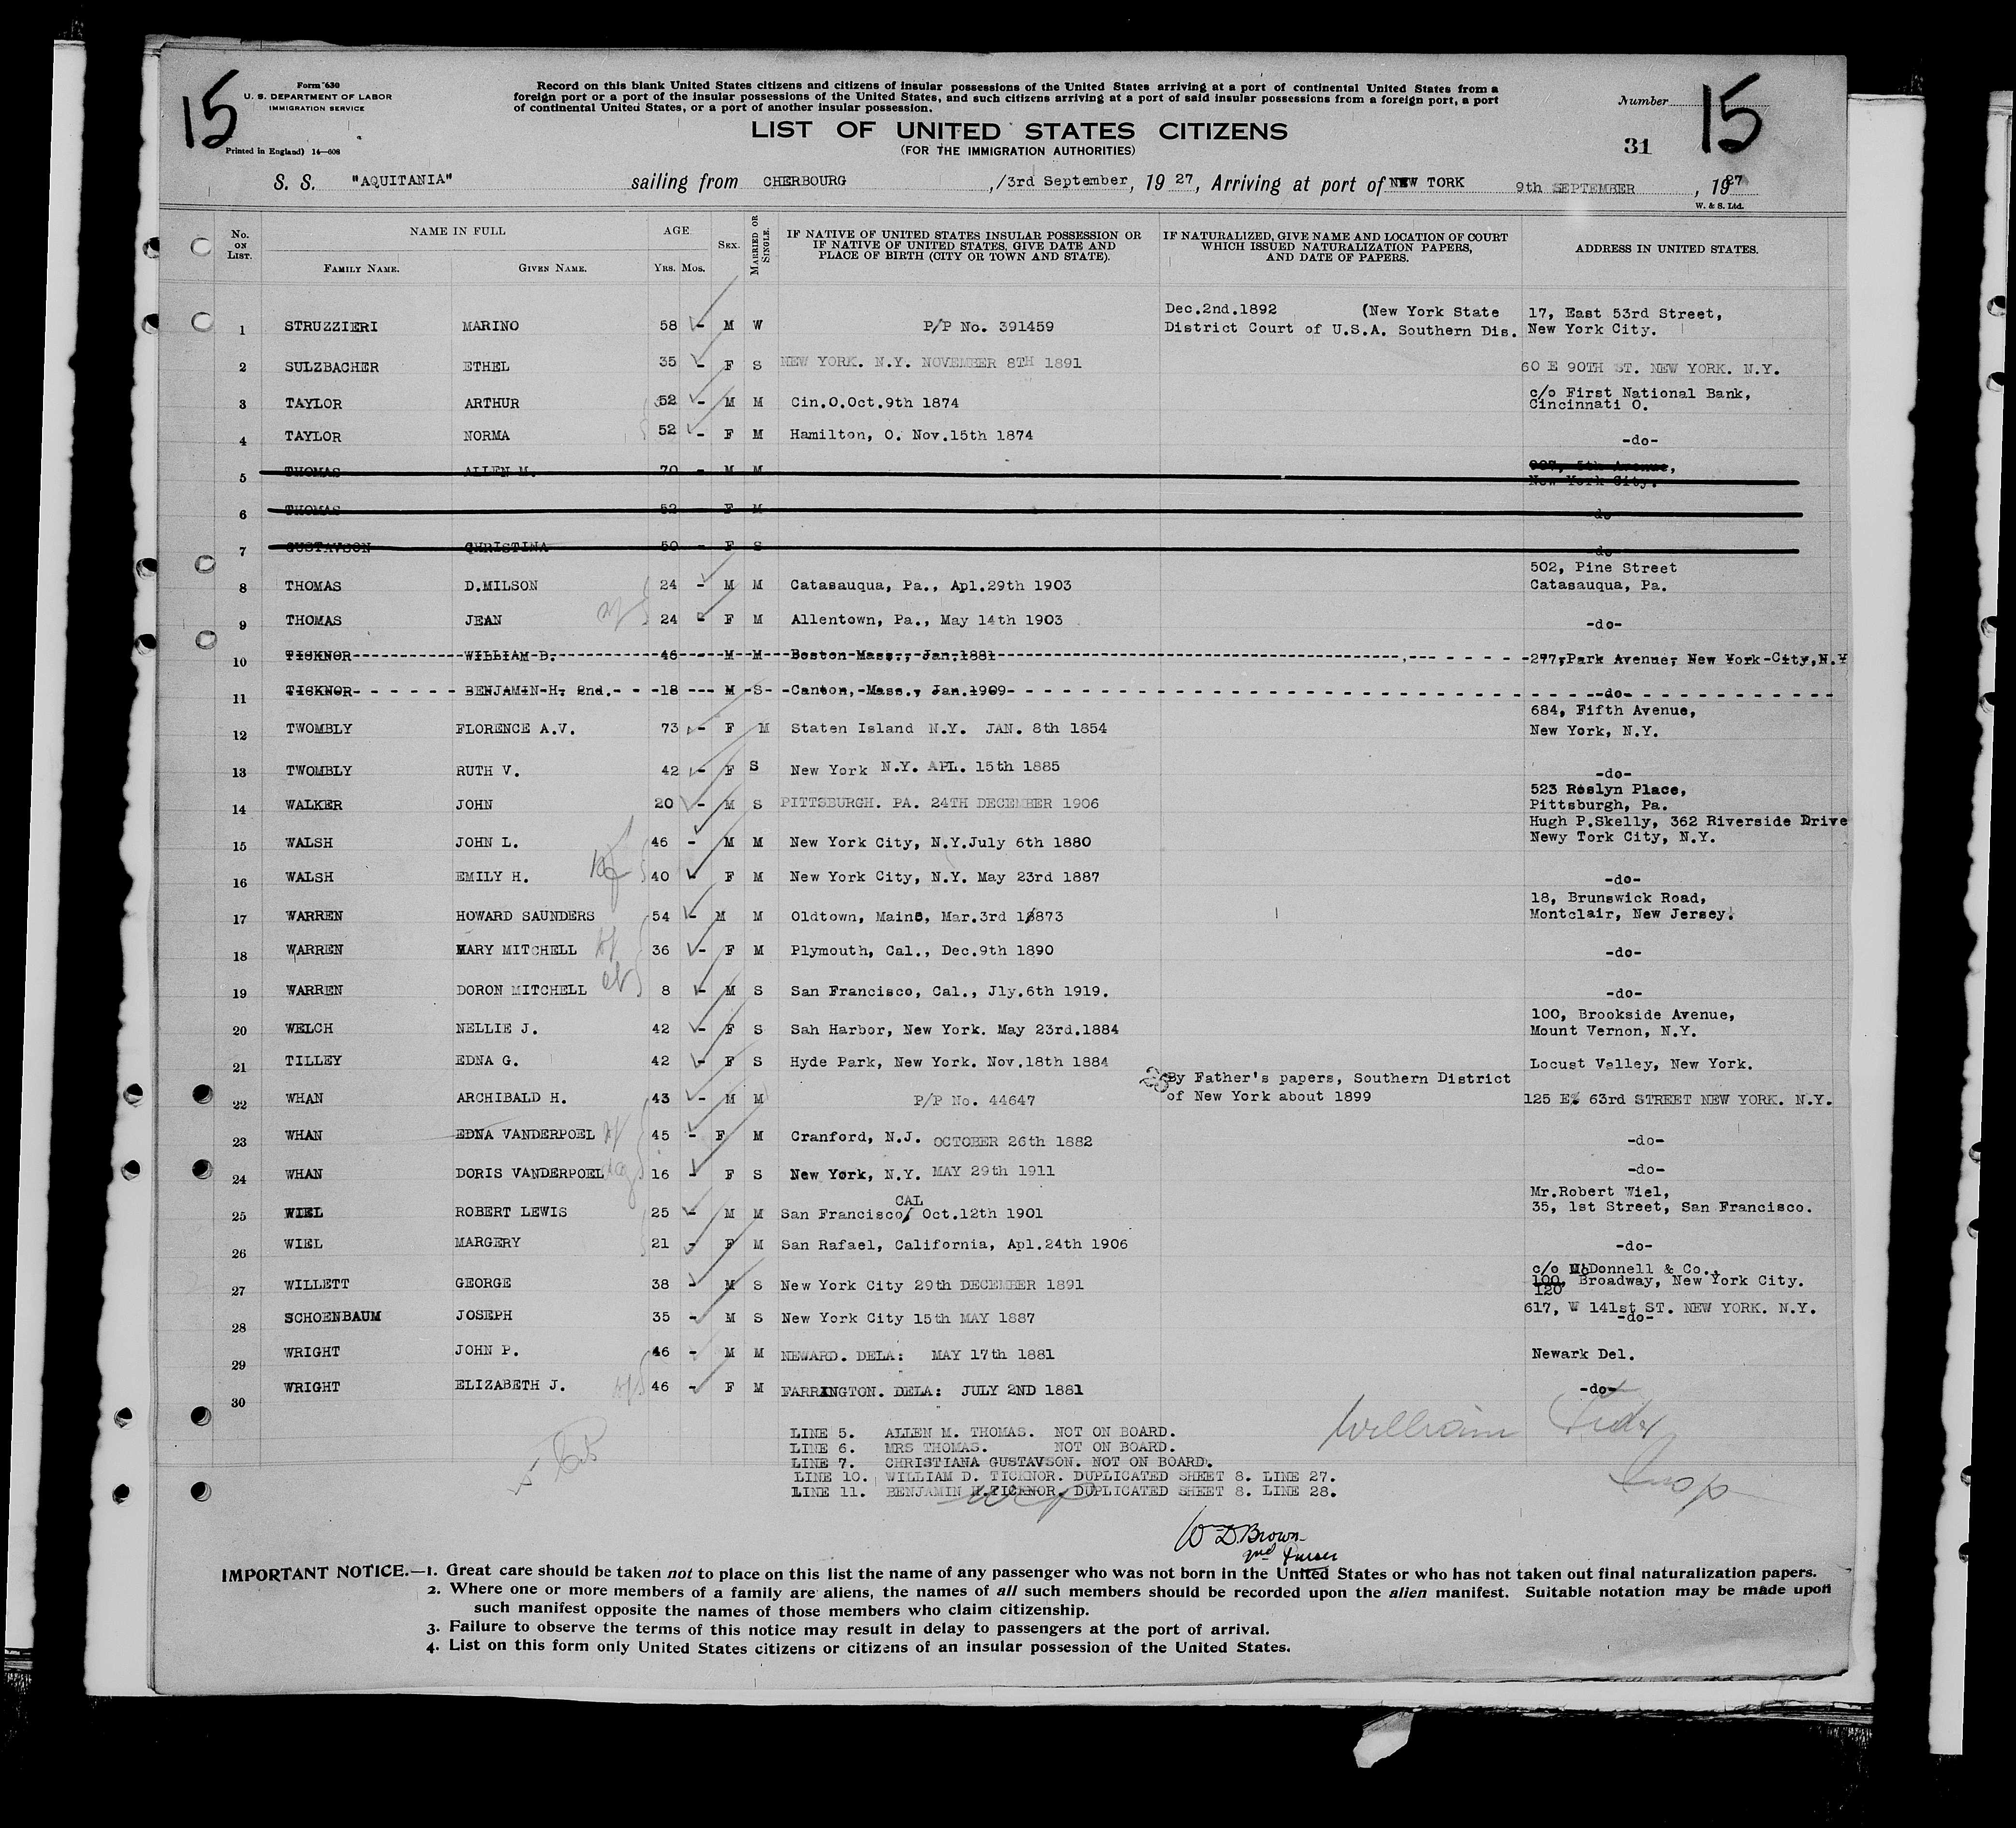 15
Form 630
U. S. DEPARTMENT OF LABOR
IMMIGRATION SERVICE
Printed in England) 14—608
Record on this blank United States citizens and citizens of insular possessions of the United States arriving at a port of continental United States from a
foreign port or a port of the insular possessions of the United States, and such citizens arriving at a port of said insular possessions from a foreign port, a port
of continental United States, or a port of another insular possession.
LIST OF UNITED STATES CITIZENS
(FOR THE IMMIGRATION AUTHORITIES)
Number 15
31
S. S. "AQUITANIA" sailing from CHERBOURG ,/3rd September, 19 27, Arriving at port of NEW TORK 9th SEPTEMBER , 1927
W. & S. Ltd.
No. ON LIST. NAME IN FULL AGE SEX. MARRIED OR SINGLE. IF NATIVE OF UNITED STATES INSULAR POSSESSION OR IF NATIVE OF UNITED STATES, GIVE DATE AND PLACE OF BIRTH (CITY OR TOWN AND STATE). IF NATURALIZED, GIVE NAME AND LOCATION OF COURT WHICH ISSUED NATURALIZATION PAPERS, AND DATE OF PAPERS. ADDRESS IN UNITED STATES.
FAMILY NAME. GIVEN NAME. YRS. MOS.
Dec.2nd.1892 (New York State 17, East 53rd Street,
1 STRUZZIERI MARINO 58 - M W P/P No. 391459 District Court of U.S.A. Southern Dis. New York City.
2 SULZBACHER ETHEL 35 - F S NEW YORK. N.Y. NOVEMBER 8TH 1891 60 E 90TH ST. NEW YORK. N.Y.
c/o First National Bank,
3 TAYLOR ARTHUR 52 - M M Cin.O.Oct.9th 1874 Cincinnati O.
4 TAYLOR NORMA 52 - F M Hamilton, O. Nov.15th 1874 -do-
5 THOMAS ALLEN M. 70 - M M 997, 5th Avenue,
New York City.
6 THOMAS 52 - F M -do-
7 GUSTAVSON CHRISTINA 50 - F S -do-
502, Pine Street
8 THOMAS D.MILSON 24 - M M Catasauqua, Pa., Apl.29th 1903 Catasauqua, Pa.
9 THOMAS JEAN 24 - F M Allentown, Pa., May 14th 1903 -do-
10 TICKNOR WILLIAM D. 46 - M M Boston Mass., Jan.1881 277,Park Avenue, New York City,N.Y
11 TICKNOR BENJAMIN H. 2nd. 18 - M S Canton, Mass., Jan.1909 -do-
684, Fifth Avenue,
12 TWOMBLY FLORENCE A.V. 73 - F M Staten Island N.Y. JAN. 8th 1854 New York, N.Y.
13 TWOMBLY RUTH V. 42 - F S New York N.Y. APL. 15th 1885 -do-
523 Roslyn Place,
14 WALKER JOHN 20 - M S PITTSBURGH. PA. 24TH DECEMBER 1906 Pittsburgh, Pa.
Hugh P.Skelly, 362 Riverside Drive
15 WALSH JOHN L. 46 - M M New York City, N.Y.July 6th 1880 Newy Tork City, N.Y.
16 WALSH EMILY H. 40 - F M New York City, N.Y. May 23rd 1887 -do-
18, Brunswick Road,
17 WARREN HOWARD SAUNDERS 54 - M M Oldtown, Maine, Mar.3rd 1873 Montclair, New Jersey.
18 WARREN MARY MITCHELL 36 - F M Plymouth, Cal., Dec.9th 1890 -do-
19 WARREN DORON MITCHELL 8 - M S San Francisco, Cal., Jly.6th 1919. -do-
100, Brookside Avenue,
20 WELCH NELLIE J. 42 - F S Sah Harbor, New York. May 23rd.1884 Mount Vernon, N.Y.
21 TILLEY EDNA G. 42 - F S Hyde Park, New York. Nov.18th 1884 Locust Valley, New York.
By Father's papers, Southern District
22 WHAN ARCHIBALD H. 43 - M M P/P No. 44647 of New York about 1899 125 E. 63rd STREET NEW YORK. N.Y.
23 WHAN EDNA VANDERPOEL 45 - F M Cranford, N.J. OCTOBER 26th 1882 -do-
24 WHAN DORIS VANDERPOEL 16 - F S New York, N.Y. MAY 29th 1911 -do-
CAL Mr.Robert Wiel,
25 WIEL ROBERT LEWIS 25 - M M San Francisco, Oct.12th 1901 35, 1st Street, San Francisco.
26 WIEL MARGERY 21 - F M San Rafael, California, Apl.24th 1906 -do-
c/o McDonnell & Co.,
27 WILLETT GEORGE 38 - M S New York City 29th DECEMBER 1891 100, Broadway, New York City.
120
617, W 141st ST. NEW YORK. N.Y.
28 SCHOENBAUM JOSEPH 35 - M S New York City 15th MAY 1887 -do-
29 WRIGHT JOHN P. 46 - M M NEWARD. DELA: MAY 17th 1881 Newark Del.
30 WRIGHT ELIZABETH J. 46 - F M FARRINGTON. DELA: JULY 2ND 1881 -do-
LINE 5. ALLEN M. THOMAS. NOT ON BOARD.
LINE 6. MRS THOMAS. NOT ON BOARD.
LINE 7. CHRISTIANA GUSTAVSON. NOT ON BOARD.
LINE 10. WILLIAM D. TICKNOR. DUPLICATED SHEET 8. LINE 27.
LINE 11. BENJAMIN H.TICKNOR. DUPLICATED SHEET 8. LINE 28.
William
Insp
W D Brown
2nd Purser
IMPORTANT NOTICE.—1. Great care should be taken not to place on this list the name of any passenger who was not born in the United States or who has not taken out final naturalization papers.
2. Where one or more members of a family are aliens, the names of all such members should be recorded upon the alien manifest. Suitable notation may be made upon
such manifest opposite the names of those members who claim citizenship.
3. Failure to observe the terms of this notice may result in delay to passengers at the port of arrival.
4. List on this form only United States citizens or citizens of an insular possession of the United States.